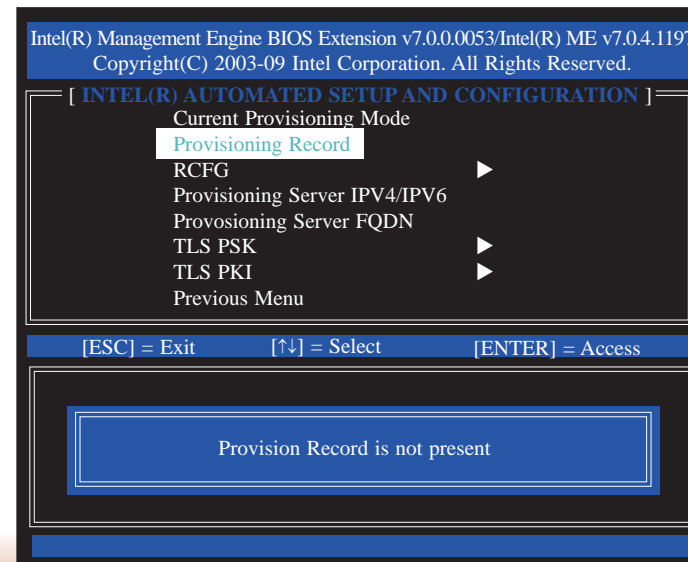 Intel(R) Management Engine BIOS Extension v7.0.0.0053/Intel(R) ME v7.0.4.1197
Copyright(C) 2003-09 Intel Corporation. All Rights Reserved.
[ INTEL(R) AUTOMATED SETUP AND CONFIGURATION ]
Current Provisioning Mode
Provisioning Record
RCFG ▶
Provisioning Server IPV4/IPV6
Provosioning Server FQDN
TLS PSK ▶
TLS PKI ▶
Previous Menu
[ESC] = Exit [↑↓] = Select [ENTER] = Access
Provision Record is not present